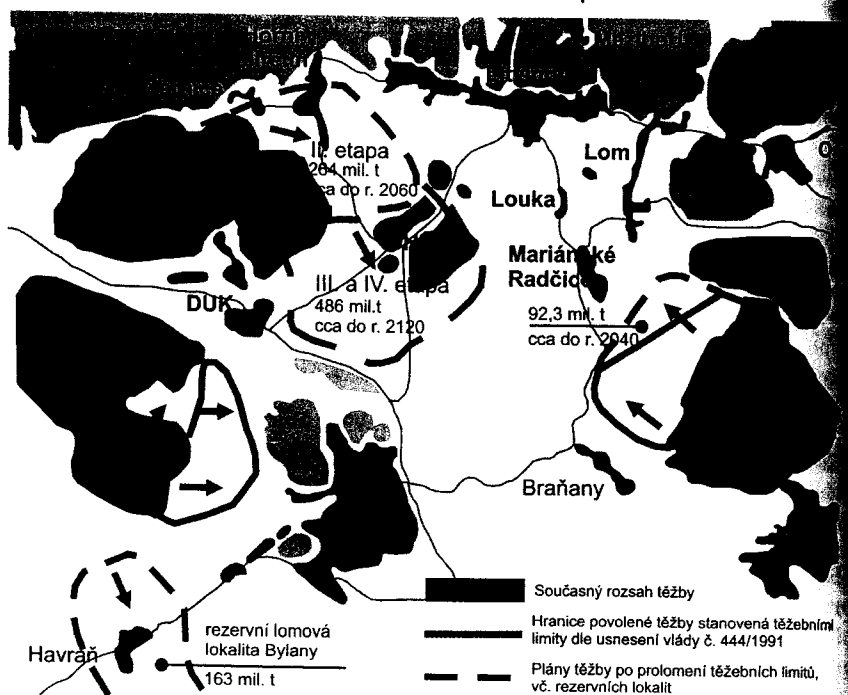 II. etapa
264 mil. t
cca do r. 2060
Lom
Louka
Mariánské
Radčice
DUK
III. a IV. etapa
486 mil.t
cca do r. 2120
92,3 mil. t
cca do r. 2040
Braňany
Havraň
rezervní lomová
lokalita Bylany
163 mil. t
Současný rozsah těžby
Hranice povolené těžby stanovená těžebními
limity dle usnesení vlády č. 444/1991
Plány těžby po prolomení těžebních limitů,
vč. rezervních lokalit